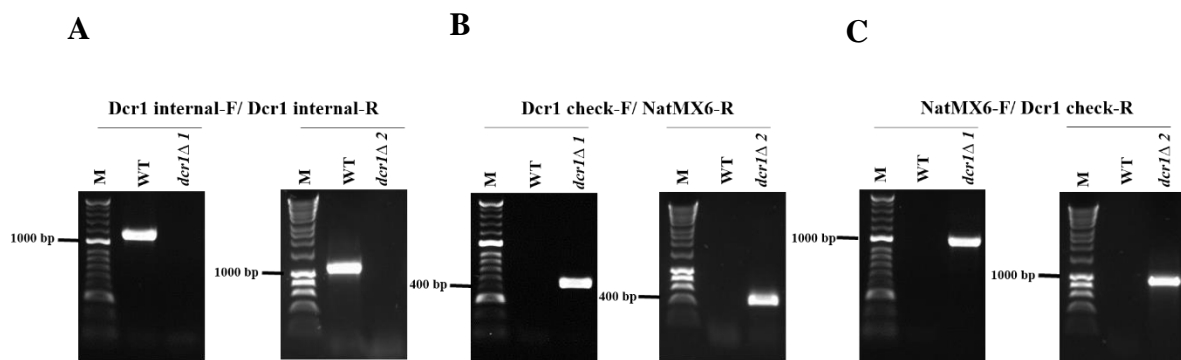 A
B
C
Dcr1 internal-F/ Dcr1 internal-R
Dcr1 check-F/ NatMX6-R
NatMX6-F/ Dcr1 check-R
M
WT
dcr1Δ 1
M
WT
dcr1Δ 2
M
WT
dcr1Δ 1
M
WT
dcr1Δ 2
M
WT
dcr1Δ 1
M
WT
dcr1Δ 2
1000 bp
1000 bp
400 bp
400 bp
1000 bp
1000 bp